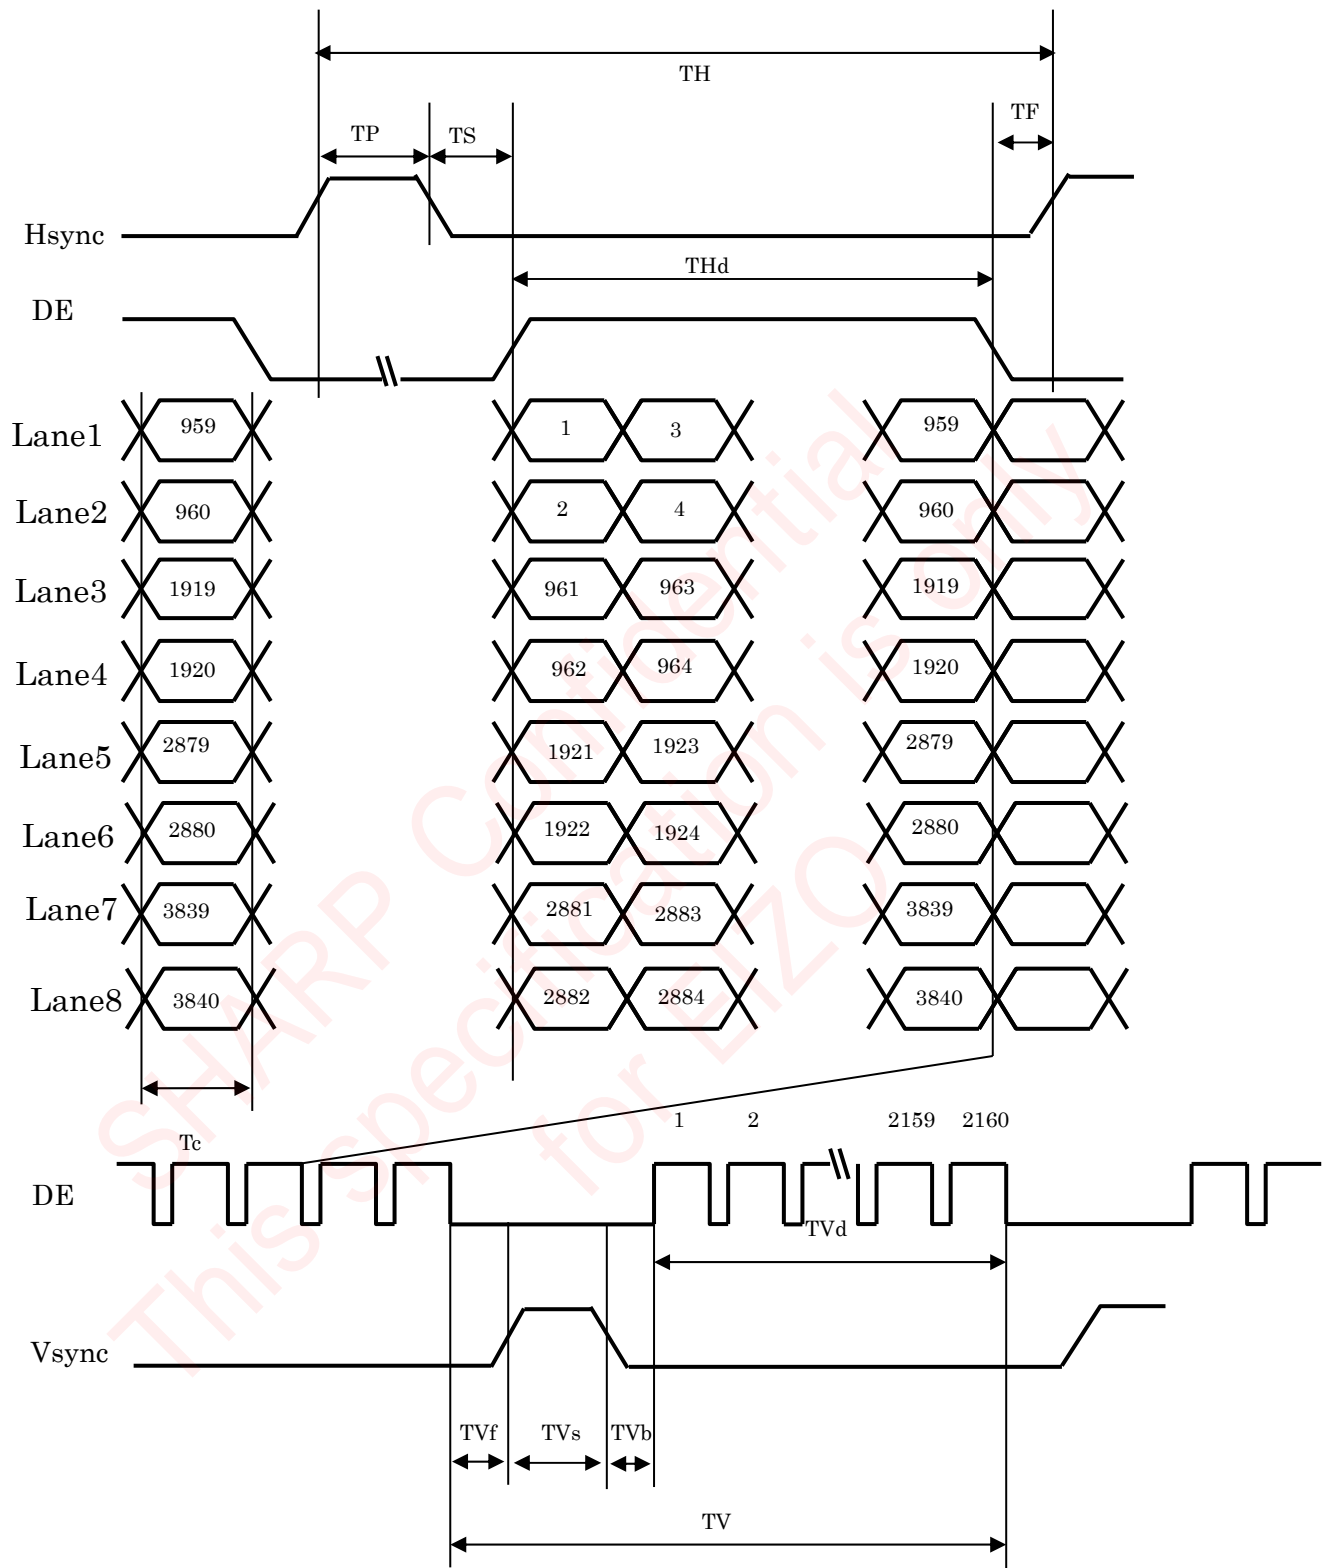 TH
TP TS TF
Hsync
THd
DE
Lane1 959 1 3 959
Lane2 960 2 4 960
Lane3 1919 961 963 1919
Lane4 1920 962 964 1920
Lane5 2879 1921 1923 2879
Lane6 2880 1922 1924 2880
Lane7 3839 2881 2883 3839
Lane8 3840 2882 2884 3840
Tc 1 2 2159 2160
DE
TVd
Vsync
TVf TVs TVb
TV
SHARP Confidential
This specification is only
for EIZO